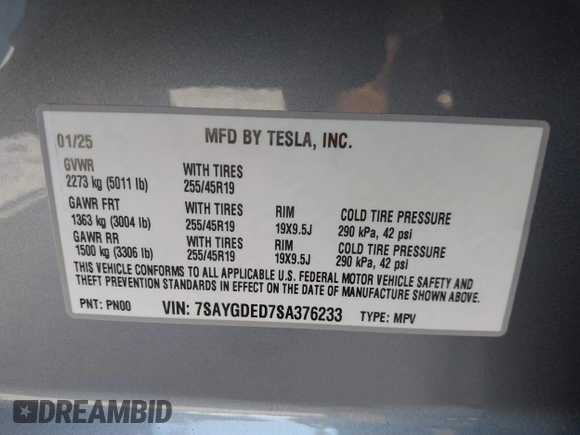 01/25 MFD BY TESLA, INC.
GVWR WITH TIRES
2273 kg (5011 lb) 255/45R19
GAWR FRT WITH TIRES RIM COLD TIRE PRESSURE
1363 kg (3004 lb) 255/45R19 19X9.5J 290 kPa, 42 psi
GAWR RR WITH TIRES RIM COLD TIRE PRESSURE
1500 kg (3306 lb) 255/45R19 19X9.5J 290 kPa, 42 psi
THIS VEHICLE CONFORMS TO ALL APPLICABLE U.S. FEDERAL MOTOR VEHICLE SAFETY AND
THEFT PREVENTION STANDARDS IN EFFECT ON THE DATE OF MANUFACTURE SHOWN ABOVE.
PNT: PN00 VIN: 7SAYGDED7SA376233 TYPE: MPV
DREAMBID